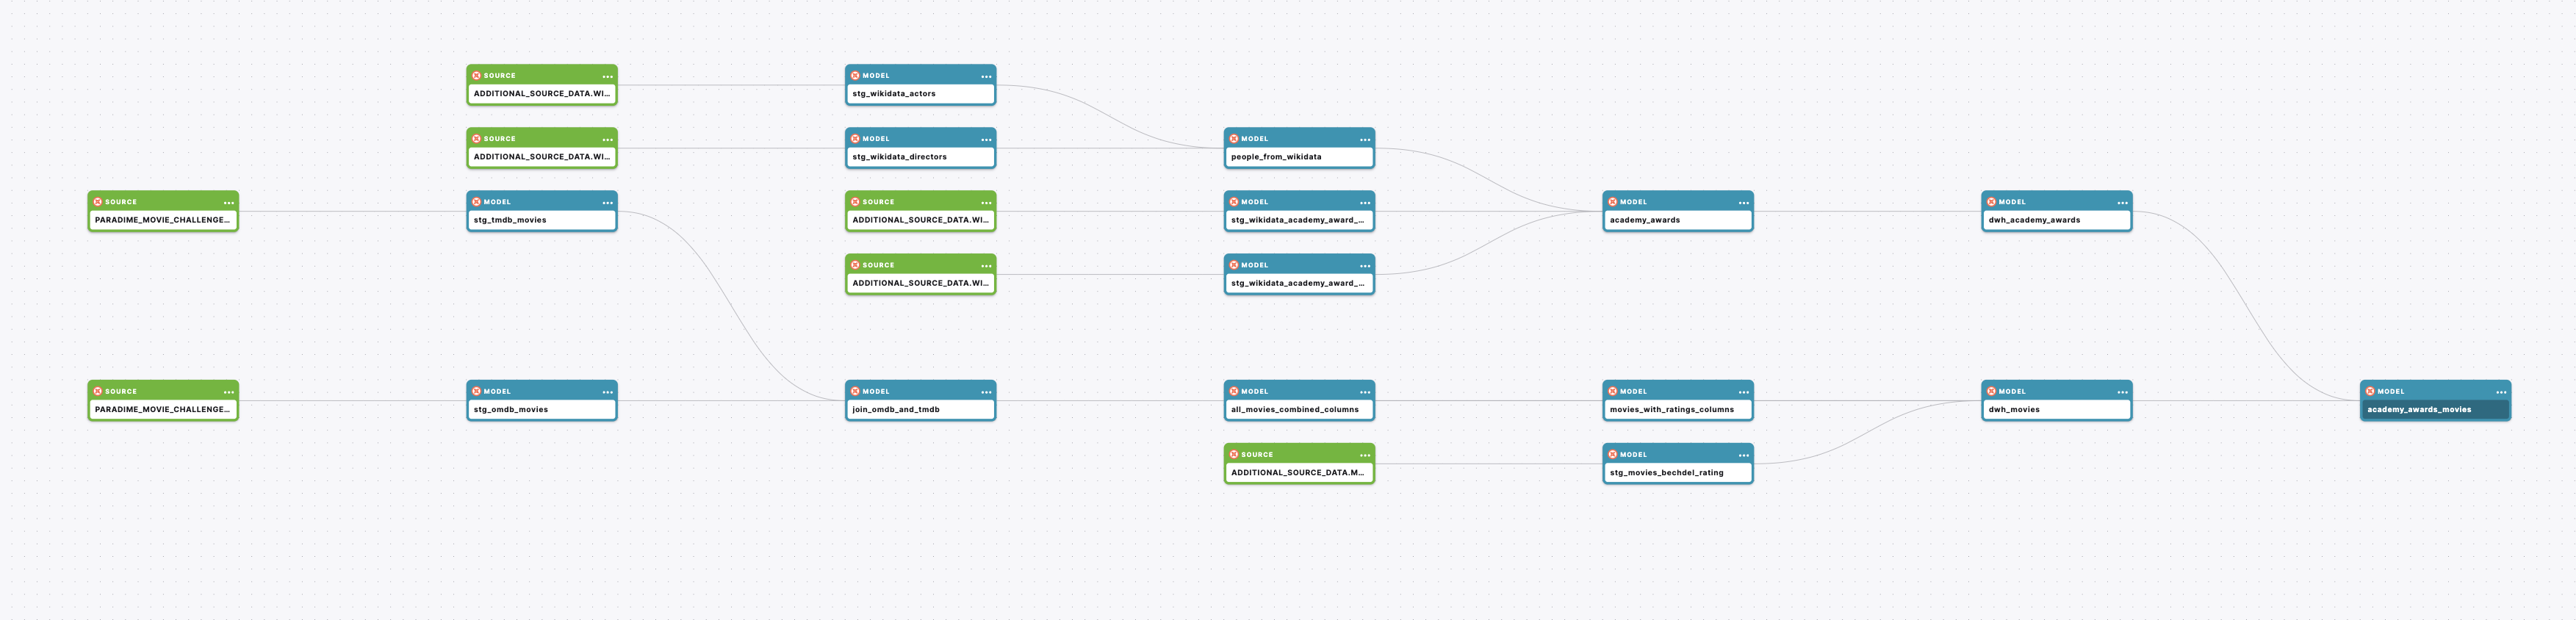 SOURCE
ADDITIONAL_SOURCE_DATA.WI...
MODEL
stg_wikidata_actors
SOURCE
ADDITIONAL_SOURCE_DATA.WI...
MODEL
stg_wikidata_directors
MODEL
people_from_wikidata
SOURCE
PARADIME_MOVIE_CHALLENGE...
MODEL
stg_tmdb_movies
SOURCE
ADDITIONAL_SOURCE_DATA.WI...
MODEL
stg_wikidata_academy_award_...
MODEL
academy_awards
MODEL
dwh_academy_awards
SOURCE
ADDITIONAL_SOURCE_DATA.WI...
MODEL
stg_wikidata_academy_award_...
SOURCE
PARADIME_MOVIE_CHALLENGE...
MODEL
stg_omdb_movies
MODEL
join_omdb_and_tmdb
MODEL
all_movies_combined_columns
MODEL
movies_with_ratings_columns
MODEL
dwh_movies
MODEL
academy_awards_movies
SOURCE
ADDITIONAL_SOURCE_DATA.M...
MODEL
stg_movies_bechdel_rating